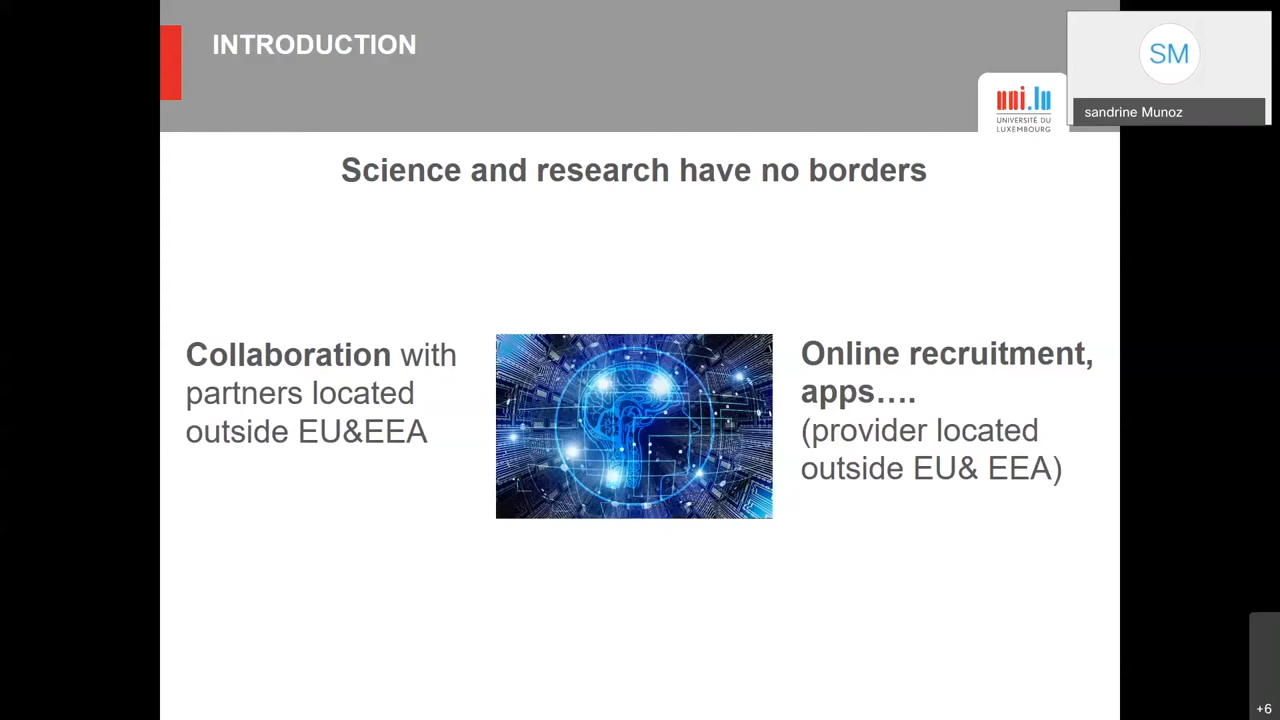 INTRODUCTION
SM
sandrine Munoz
uni.lu
UNIVERSITÉ DU
LUXEMBOURG
Science and research have no borders
Collaboration with
partners located
outside EU&EEA
Online recruitment,
apps….
(provider located
outside EU& EEA)
+6